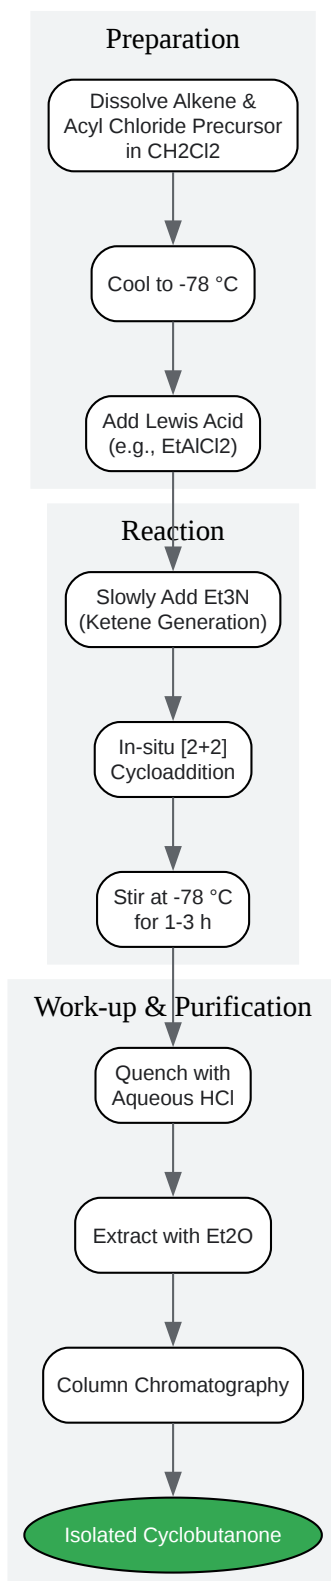 Preparation
Dissolve Alkene &
Acyl Chloride Precursor
in CH2Cl2
Cool to -78 °C
Add Lewis Acid
(e.g., EtAlCl2)
Reaction
Slowly Add Et3N
(Ketene Generation)
In-situ [2+2]
Cycloaddition
Stir at -78 °C
for 1-3 h
Work-up & Purification
Quench with
Aqueous HCl
Extract with Et2O
Column Chromatography
Isolated Cyclobutanone